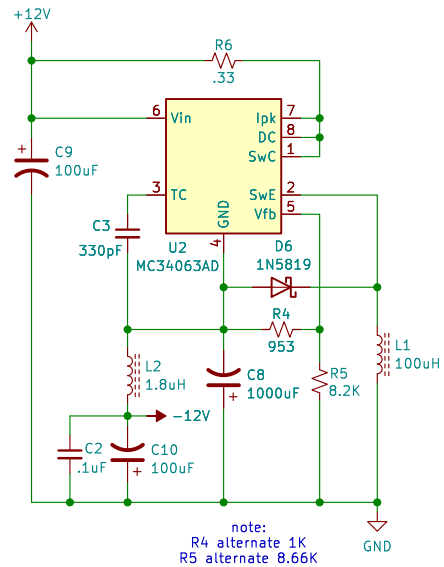 +12V
R6
.33
6
Vin
Ipk
7
DC
8
SwC
1
+
C9
100uF
3
TC
SwE
2
Vfb
5
GND
4
C3
330pF
U2
MC34063AD
D6
1N5819
R4
953
L1
100uH
L2
1.8uH
C8
1000uF
+
R5
8.2K
-12V
C2
.1uF
C10
100uF
+
GND
note:
R4 alternate 1K
R5 alternate 8.66K